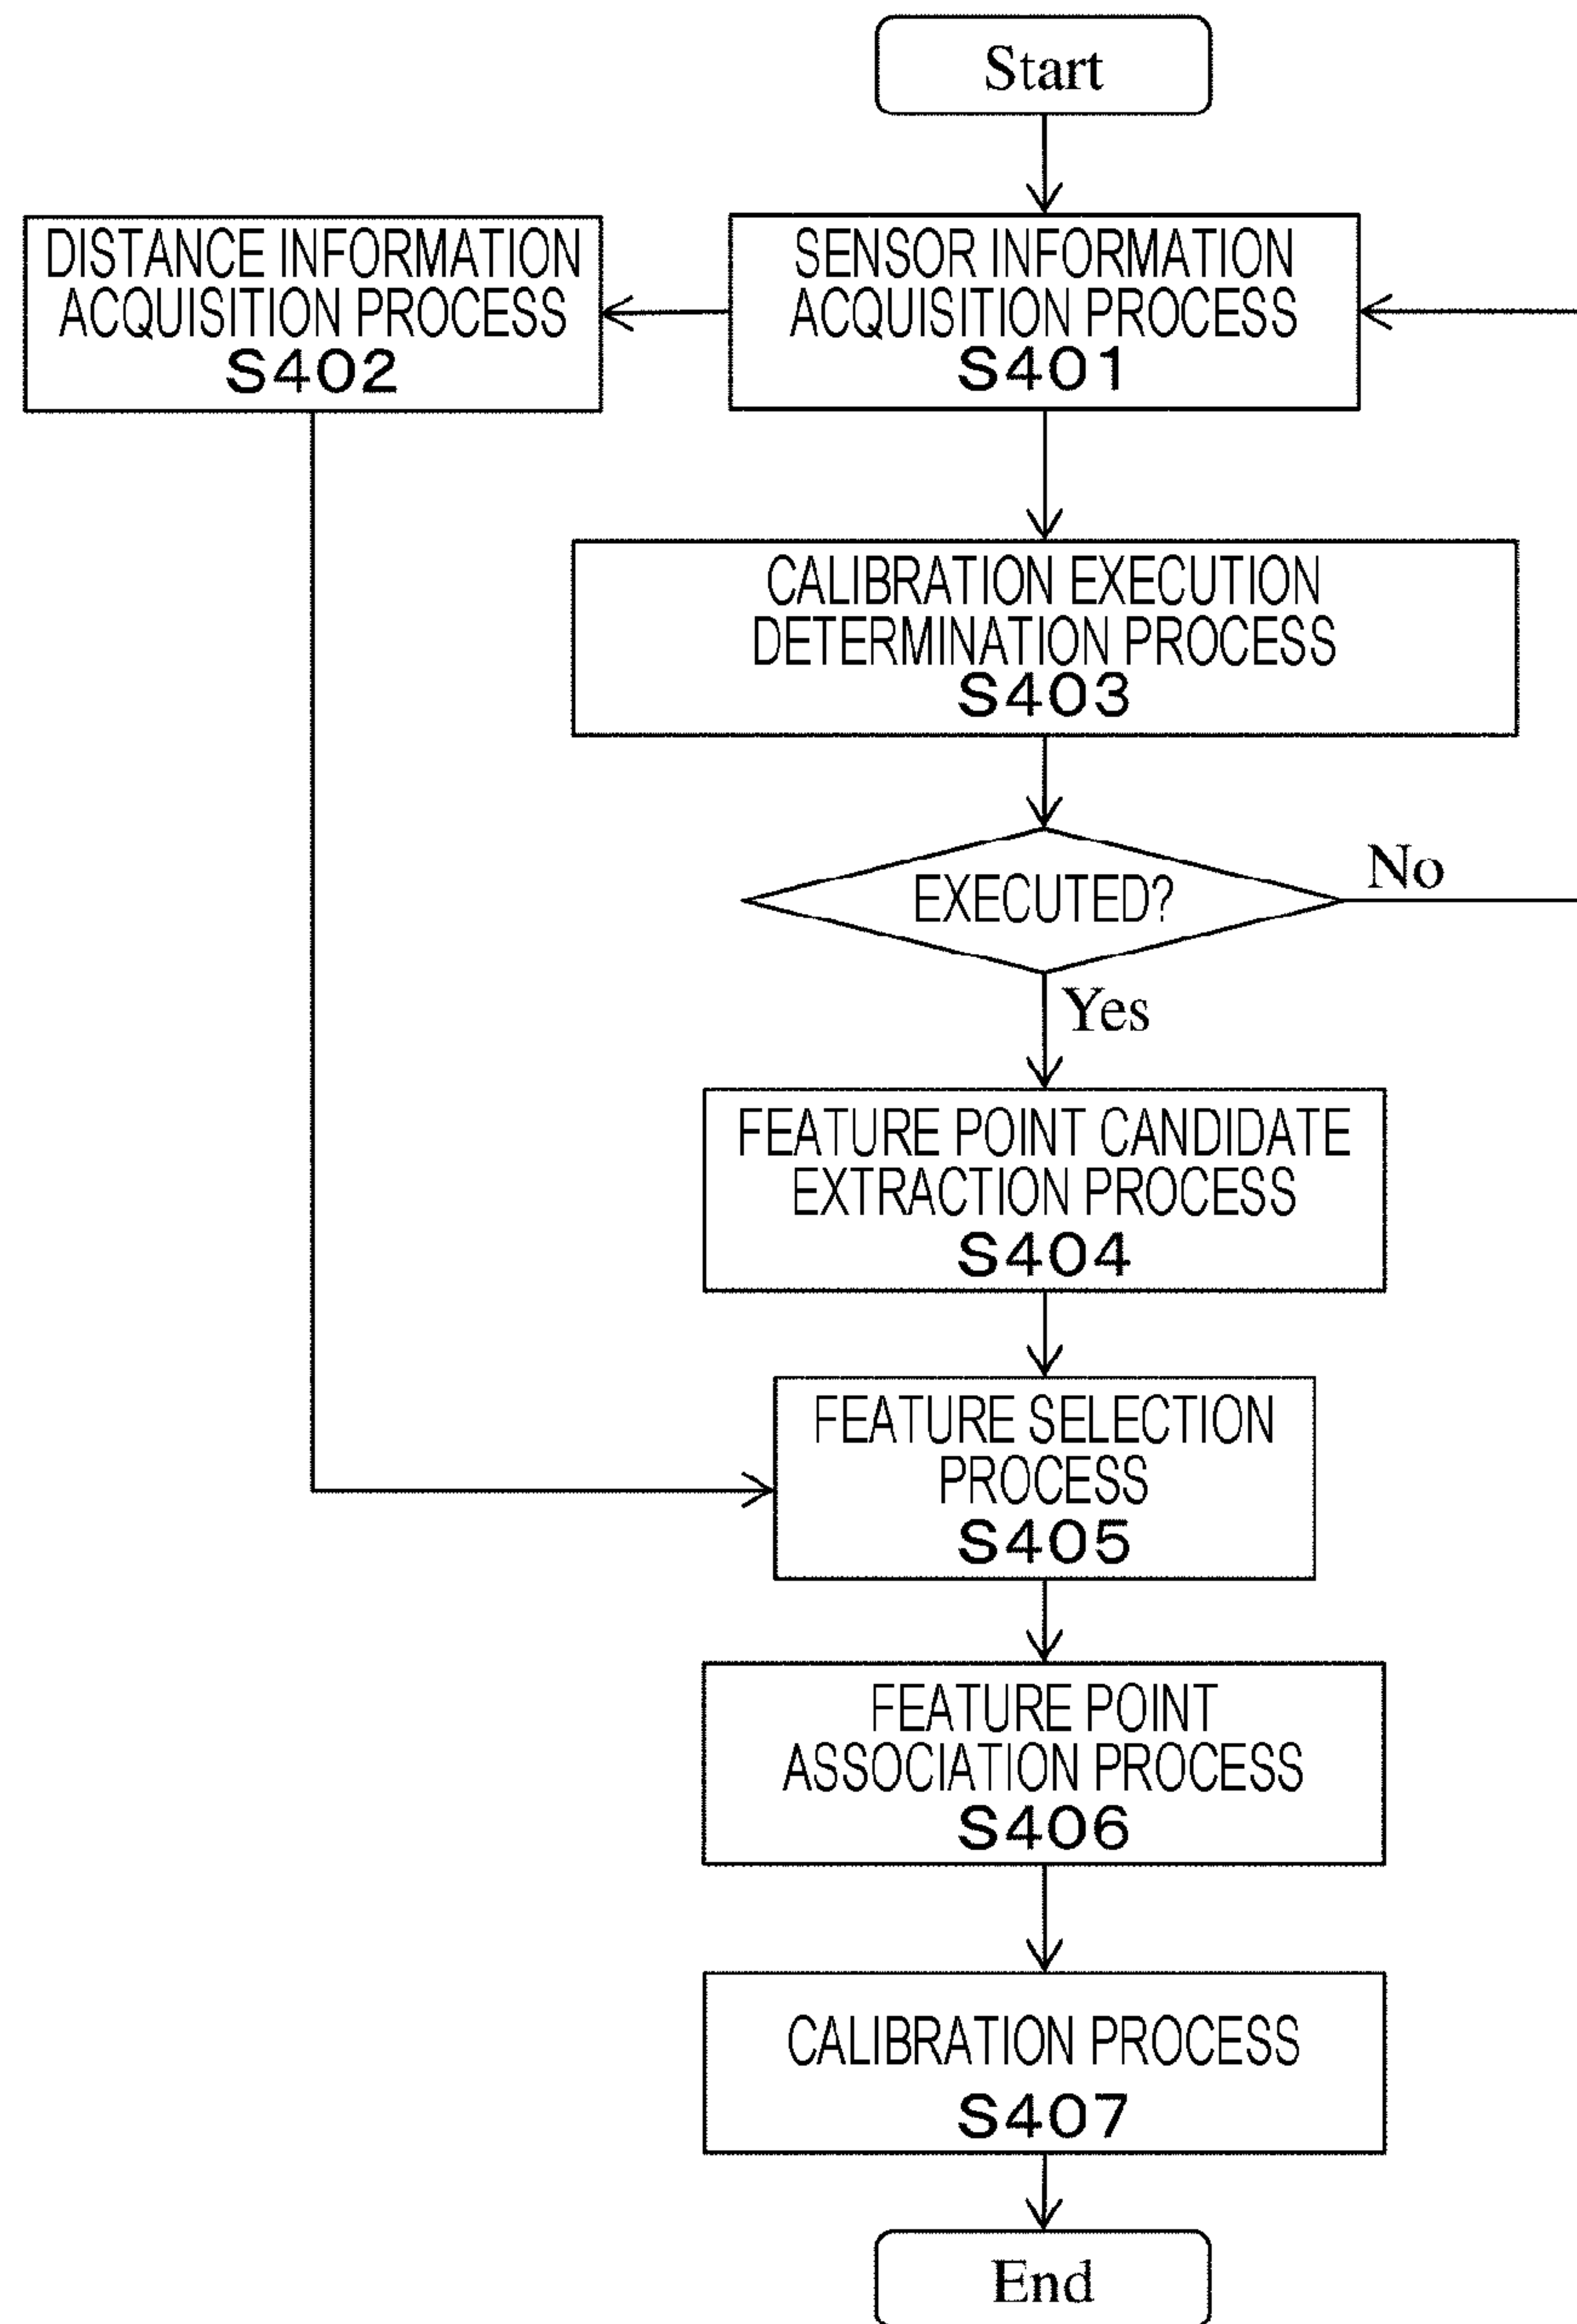 Start
DISTANCE INFORMATION
ACQUISITION PROCESS
S402
SENSOR INFORMATION
ACQUISITION PROCESS
S401
CALIBRATION EXECUTION
DETERMINATION PROCESS
S403
EXECUTED?
No
Yes
FEATURE POINT CANDIDATE
EXTRACTION PROCESS
S404
FEATURE SELECTION
PROCESS
S405
FEATURE POINT
ASSOCIATION PROCESS
S406
CALIBRATION PROCESS
S407
End